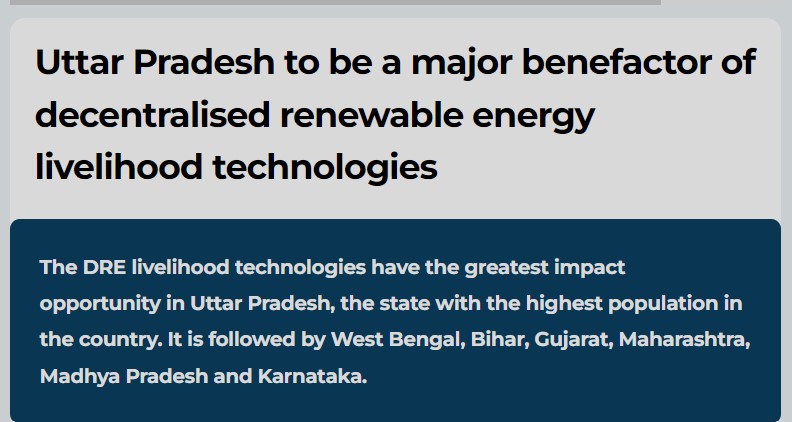 Uttar Pradesh to be a major benefactor of
decentralised renewable energy
livelihood technologies
The DRE livelihood technologies have the greatest impact
opportunity in Uttar Pradesh, the state with the highest population in
the country. It is followed by West Bengal, Bihar, Gujarat, Maharashtra,
Madhya Pradesh and Karnataka.